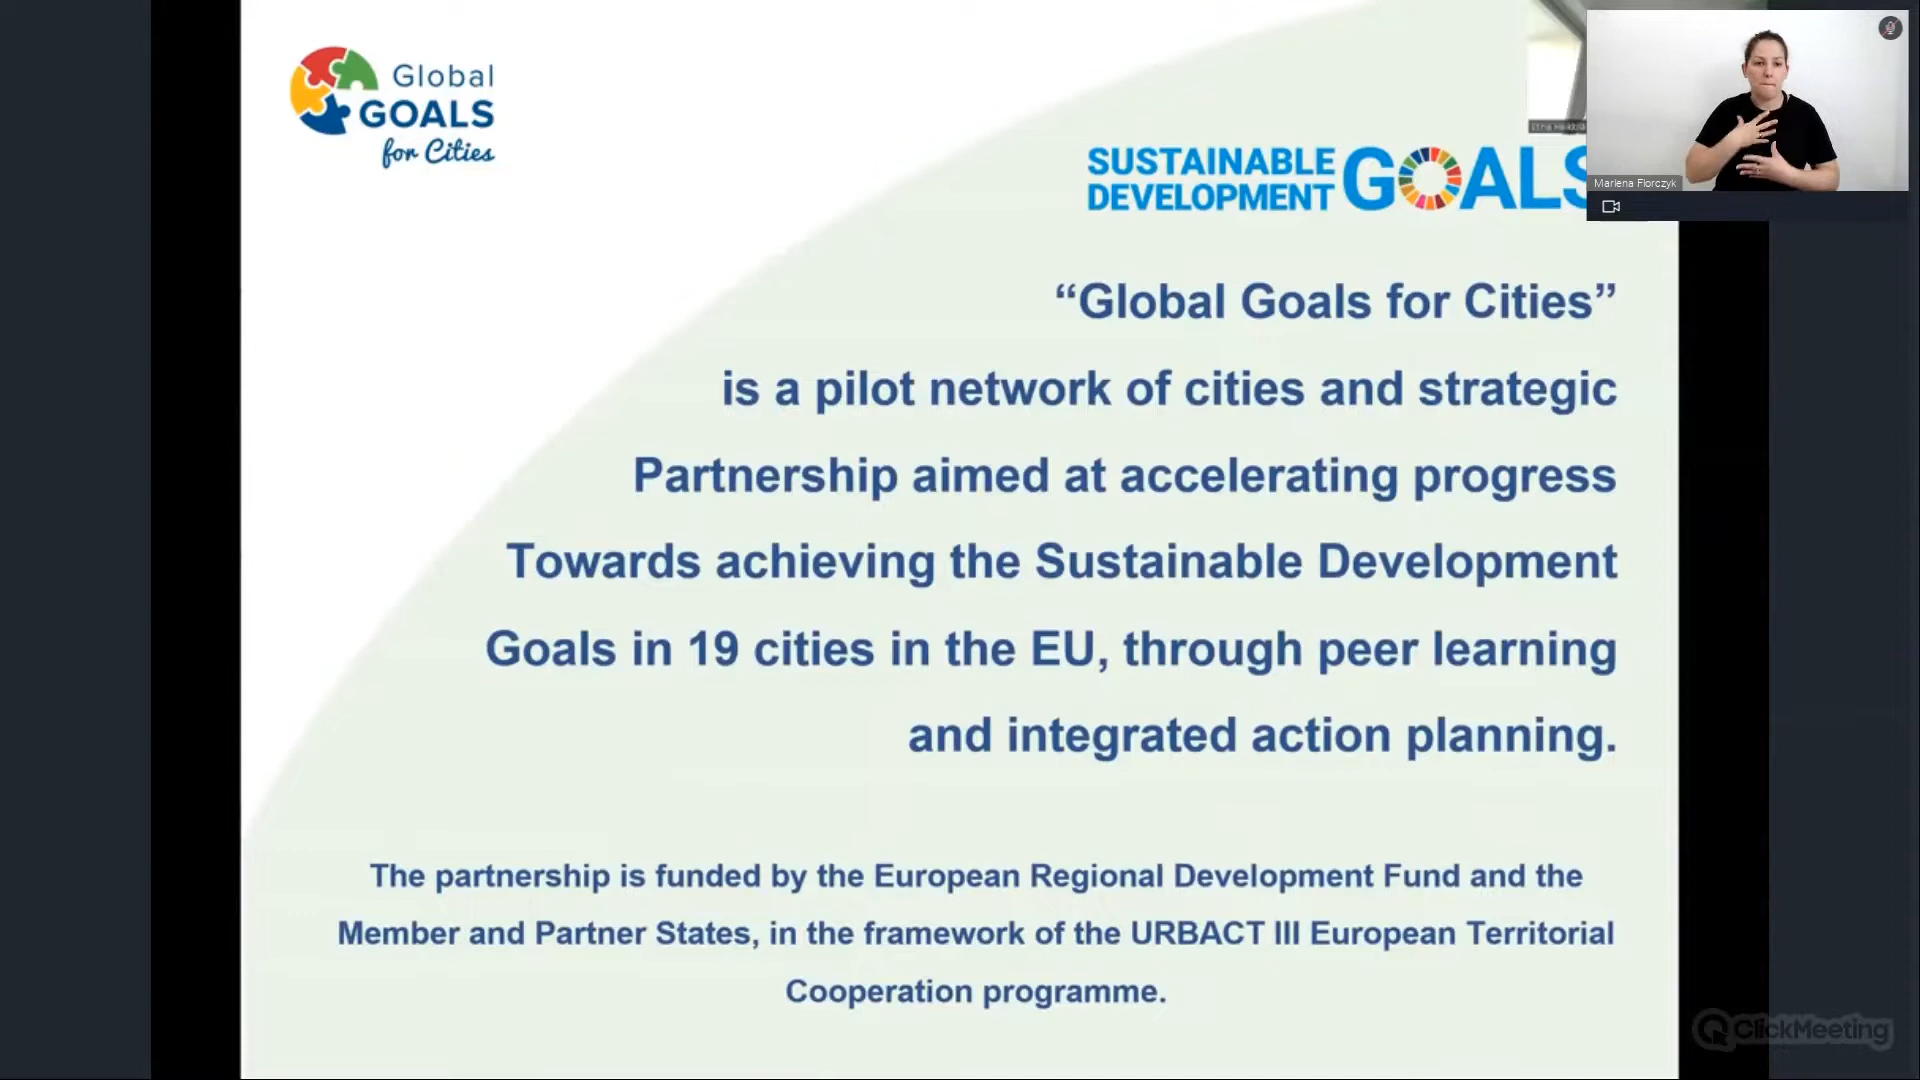 Global
GOALS
for Cities
SUSTAINABLE
DEVELOPMENT
GOALS
Marlena Florczyk
“Global Goals for Cities”
is a pilot network of cities and strategic
Partnership aimed at accelerating progress
Towards achieving the Sustainable Development
Goals in 19 cities in the EU, through peer learning
and integrated action planning.
The partnership is funded by the European Regional Development Fund and the
Member and Partner States, in the framework of the URBACT III European Territorial
Cooperation programme.
ClickMeeting